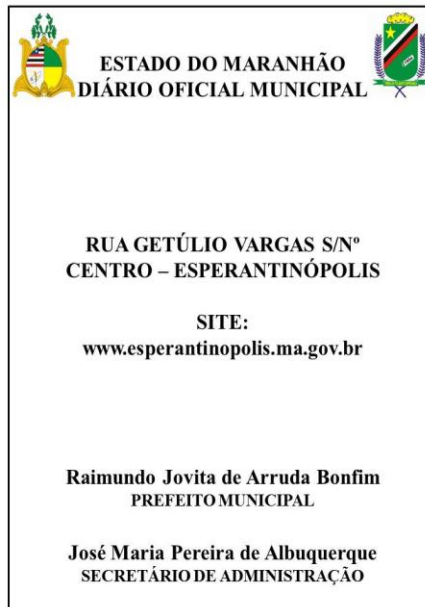 ESTADO DO MARANHÃO
DIÁRIO OFICIAL MUNICIPAL
RUA GETÚLIO VARGAS S/Nº
CENTRO – ESPERANTINÓPOLIS
SITE:
www.esperantinopolis.ma.gov.br
Raimundo Jovita de Arruda Bonfim
PREFEITO MUNICIPAL
José Maria Pereira de Albuquerque
SECRETÁRIO DE ADMINISTRAÇÃO